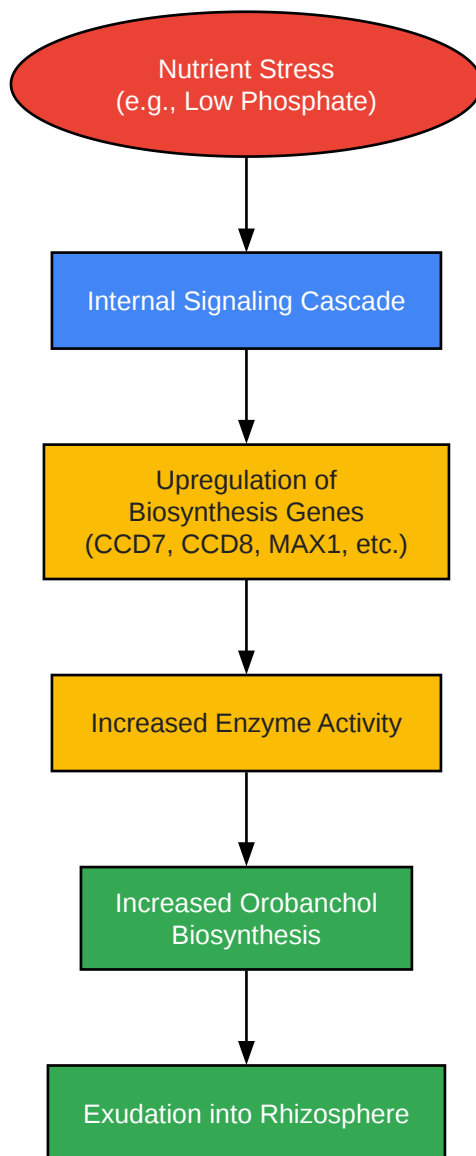 Nutrient Stress
(e.g., Low Phosphate)
Internal Signaling Cascade
Upregulation of
Biosynthesis Genes
(CCD7, CCD8, MAX1, etc.)
Increased Enzyme Activity
Increased Orobanchol
Biosynthesis
Exudation into Rhizosphere